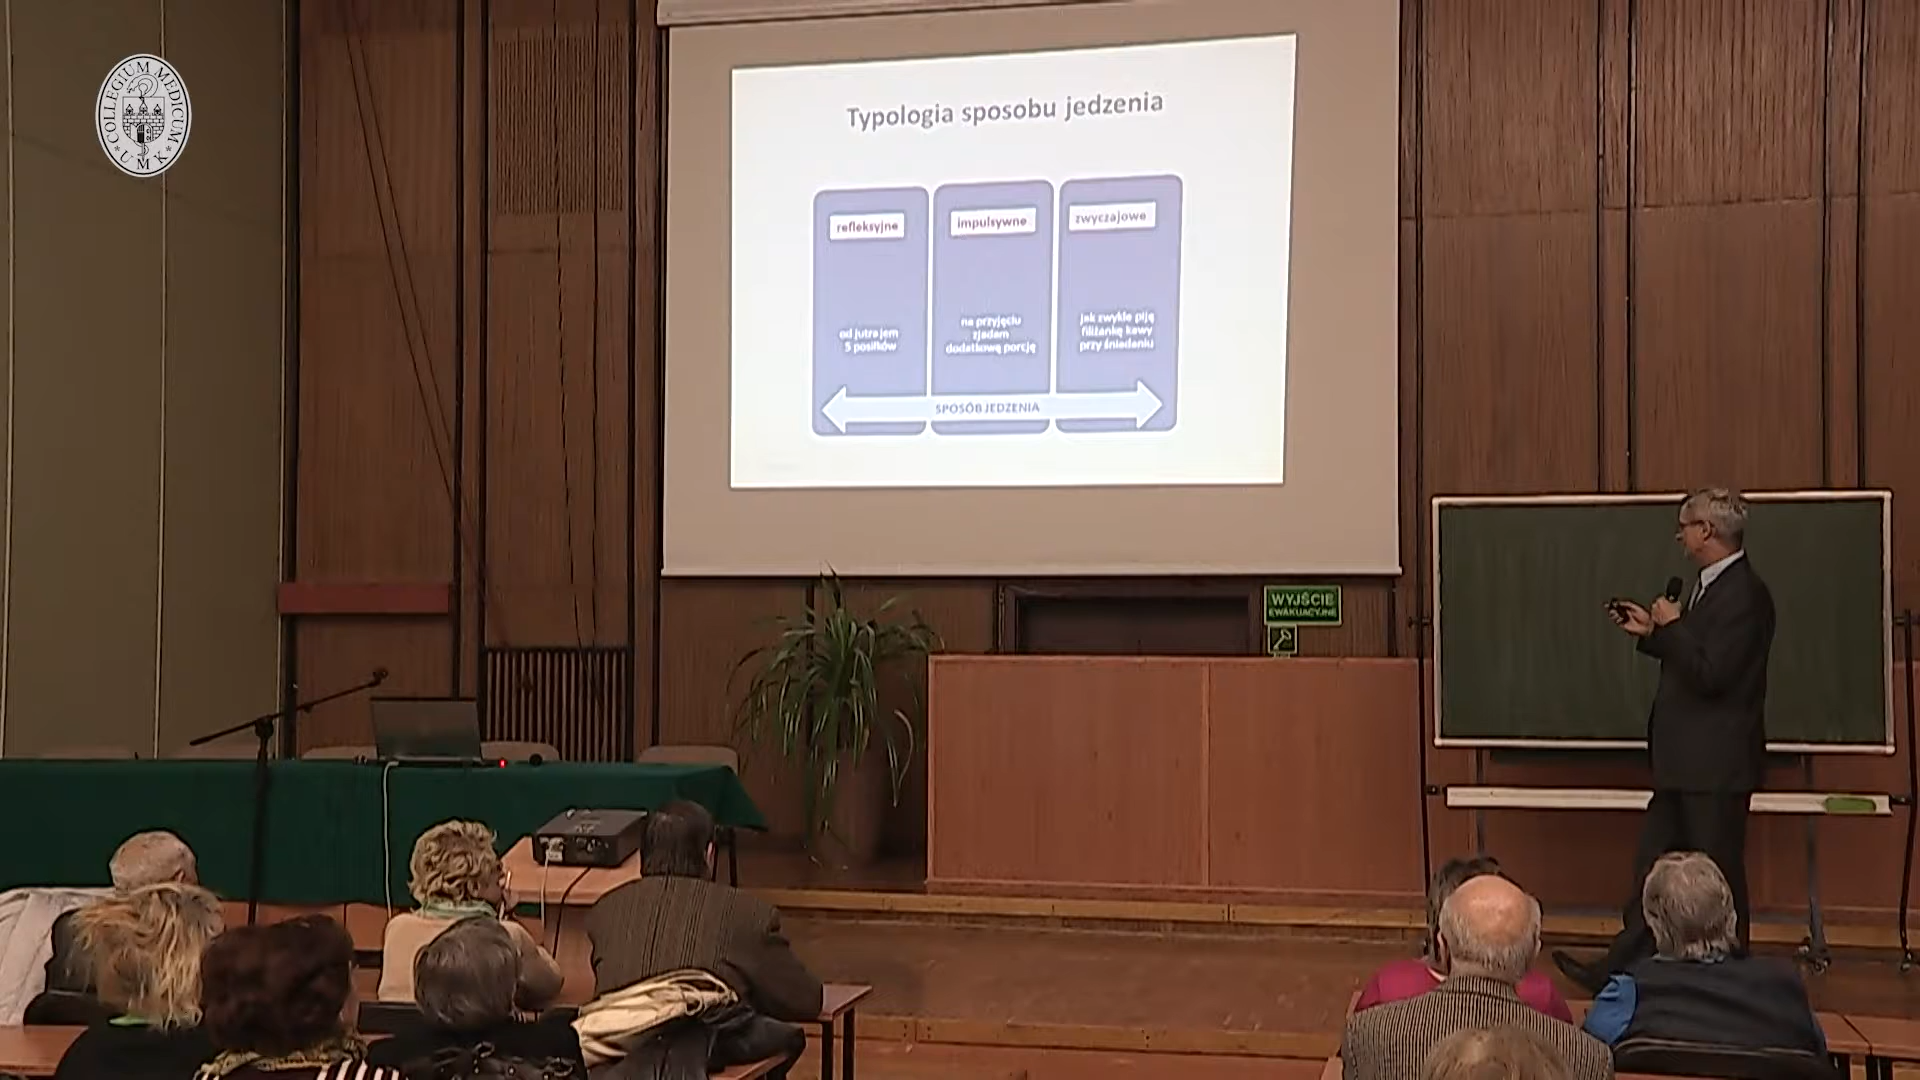 COLLEGIUM MEDICUM
UMK
Typologia sposobu jedzenia
refleksyjne
impulsywne
zwyczajowe
od jutra jem
5 posiłków
na przyjęciu
zjadam
dodatkową porcję
jak zwykle piję
filiżankę kawy
przy śniadaniu
SPOSÓB JEDZENIA
WYJŚCIE
EWAKUACYJNE